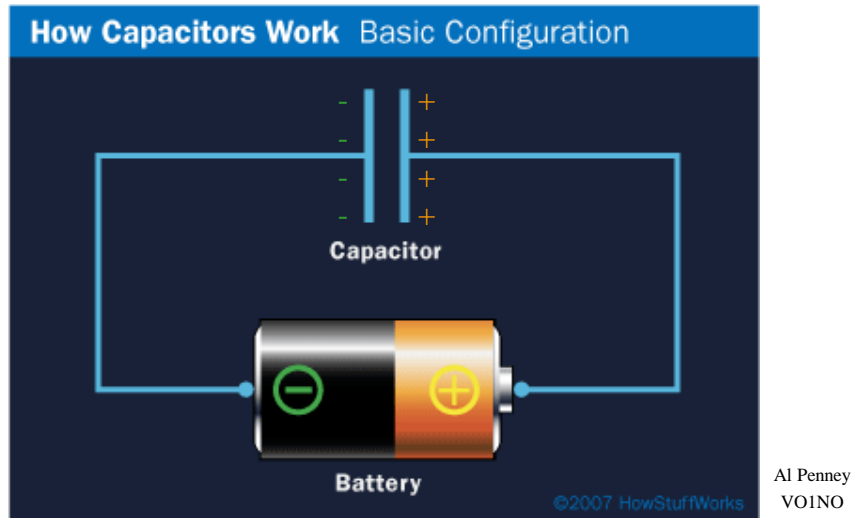 How Capacitors Work Basic Configuration
- +
- +
- +
- +
Capacitor
- +
Battery
©2007 HowStuffWorks
Al Penney
VO1NO